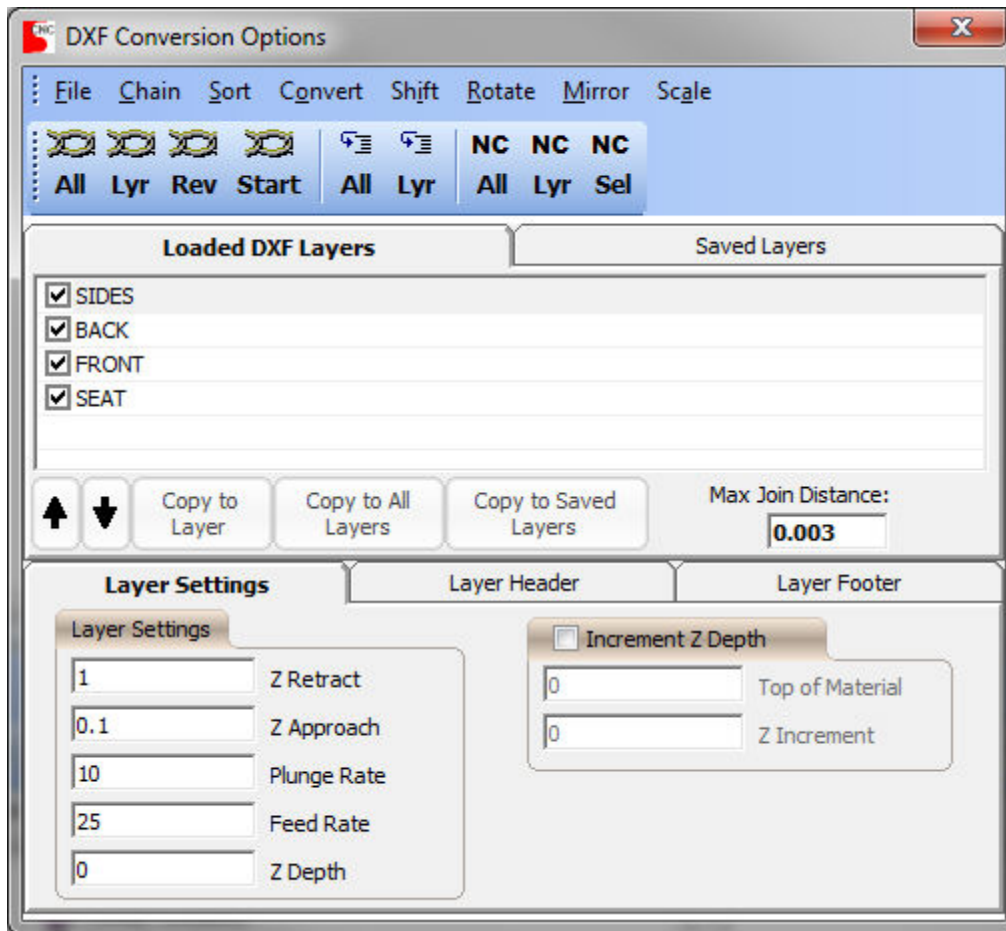 CNC DXF Conversion Options
File Chain Sort Convert Shift Rotate Mirror Scale
NC NC NC
All Lyr Rev Start All Lyr All Lyr Sel
Loaded DXF Layers Saved Layers
SIDES
BACK
FRONT
SEAT
Copy to Layer Copy to All Layers Copy to Saved Layers
Max Join Distance:
0.003
Layer Settings Layer Header Layer Footer
Layer Settings
1 Z Retract
0.1 Z Approach
10 Plunge Rate
25 Feed Rate
0 Z Depth
Increment Z Depth
0 Top of Material
0 Z Increment